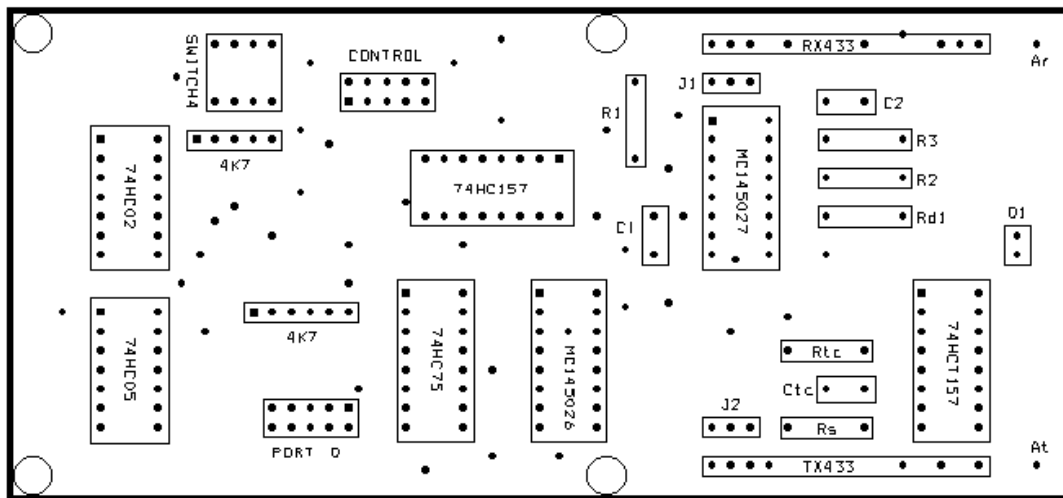 SWITCH4
CONTROL
RX433
Ar
J1
R1
C2
4K7
R3
74HC02
74HC157
MC145027
R2
C1
Rd1
D1
4K7
74HC05
74HC75
MC145026
74HCT157
Rtc
Ctc
J2
Rs
PORT D
TX433
At